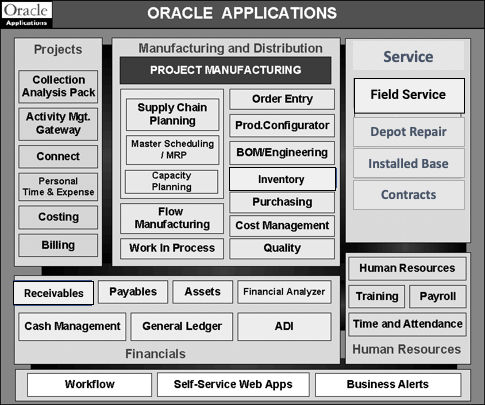 Oracle
Applications
ORACLE APPLICATIONS
Projects
Collection
Analysis Pack
Activity Mgt.
Gateway
Connect
Personal
Time & Expense
Costing
Billing
Manufacturing and Distribution
PROJECT MANUFACTURING
Supply Chain
Planning
Master Scheduling
/ MRP
Capacity
Planning
Flow
Manufacturing
Work In Process
Order Entry
Prod.Configurator
BOM/Engineering
Inventory
Purchasing
Cost Management
Quality
Service
Field Service
Depot Repair
Installed Base
Contracts
Receivables
Payables
Assets
Financial Analyzer
Cash Management
General Ledger
ADI
Financials
Human Resources
Training
Payroll
Time and Attendance
Human Resources
Workflow
Self-Service Web Apps
Business Alerts